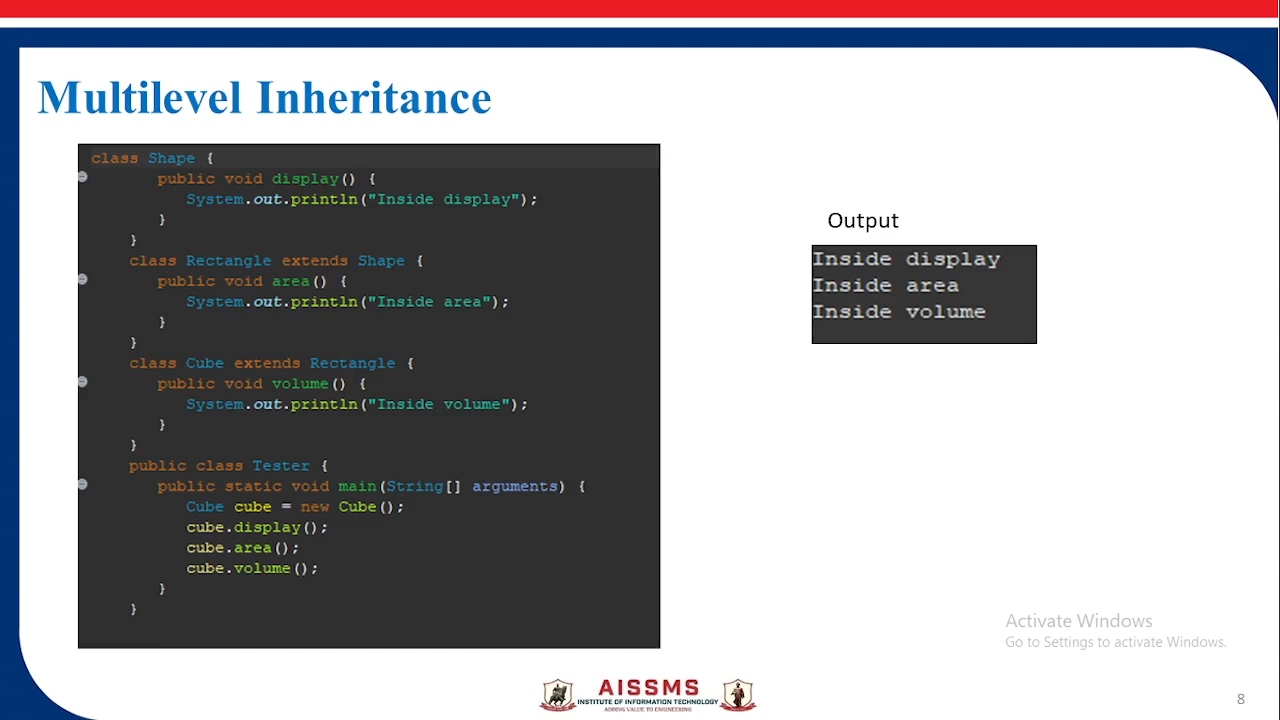 Multilevel Inheritance
class Shape {
public void display() {
System.out.println("Inside display");
}
}
class Rectangle extends Shape {
public void area() {
System.out.println("Inside area");
}
}
class Cube extends Rectangle {
public void volume() {
System.out.println("Inside volume");
}
}
public class Tester {
public static void main(String[] arguments) {
Cube cube = new Cube();
cube.display();
cube.area();
cube.volume();
}
}
Output
Inside display
Inside area
Inside volume
Activate Windows
Go to Settings to activate Windows.
AISSMS
INSTITUTE OF INFORMATION TECHNOLOGY
ADDING VALUE TO ENGINEERING
8